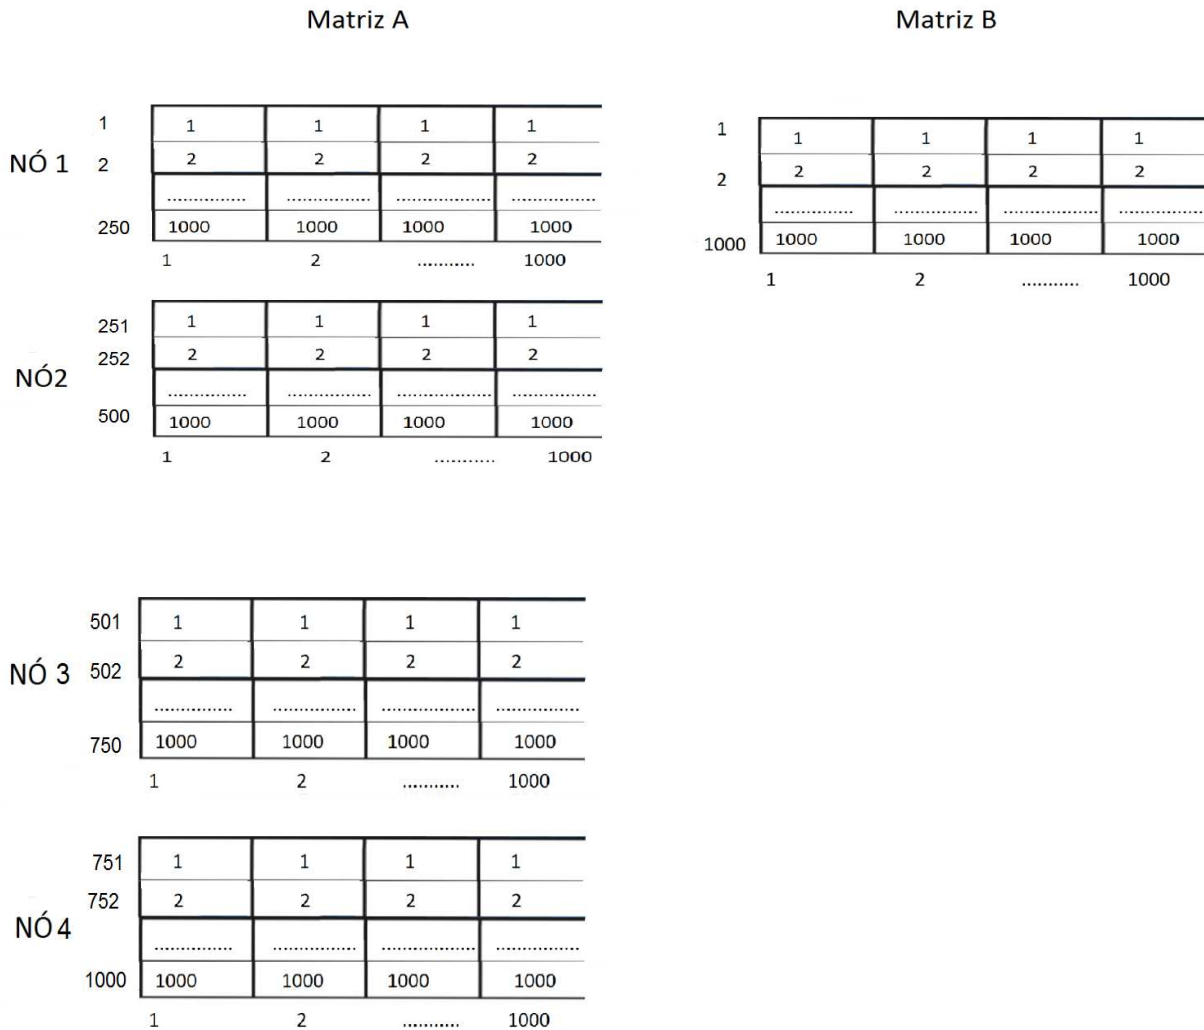 Matriz A
Matriz B
NÓ 1
1 1 1 1 1
2 2 2 2 2
.............. .............. .............. ..............
250 1000 1000 1000 1000
1 2 ........... 1000
1 1 1 1 1
2 2 2 2 2
.............. .............. .............. ..............
1000 1000 1000 1000 1000
1 2 ........... 1000
NÓ2
251 1 1 1 1
252 2 2 2 2
.............. .............. .............. ..............
500 1000 1000 1000 1000
1 2 ........... 1000
NÓ 3
501 1 1 1 1
502 2 2 2 2
.............. .............. .............. ..............
750 1000 1000 1000 1000
1 2 ........... 1000
NÓ 4
751 1 1 1 1
752 2 2 2 2
.............. .............. .............. ..............
1000 1000 1000 1000 1000
1 2 ........... 1000